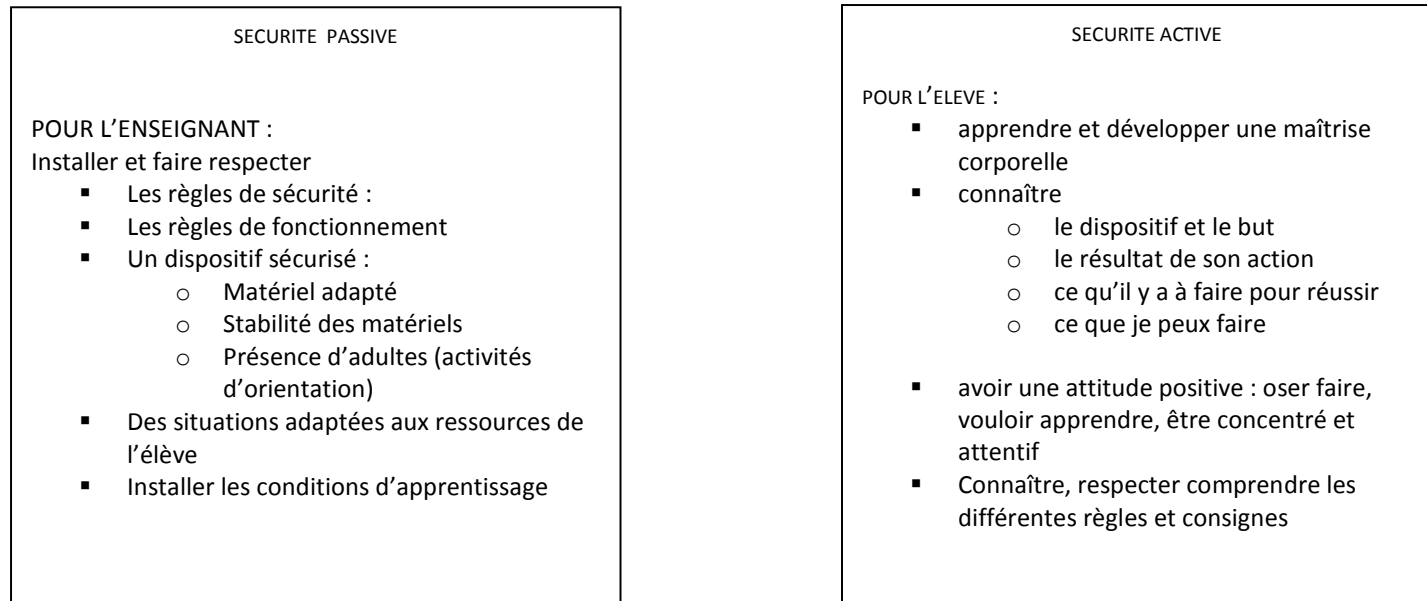 SECURITE PASSIVE
POUR L'ENSEIGNANT :
Installer et faire respecter
▪ Les règles de sécurité :
▪ Les règles de fonctionnement
▪ Un dispositif sécurisé :
o Matériel adapté
o Stabilité des matériels
o Présence d'adultes (activités
d'orientation)
▪ Des situations adaptées aux ressources de
l'élève
▪ Installer les conditions d'apprentissage
SECURITE ACTIVE
POUR L'ELEVE :
▪ apprendre et développer une maîtrise
corporelle
▪ connaître
o le dispositif et le but
o le résultat de son action
o ce qu'il y a à faire pour réussir
o ce que je peux faire
▪ avoir une attitude positive : oser faire,
vouloir apprendre, être concentré et
attentif
▪ Connaître, respecter comprendre les
différentes règles et consignes